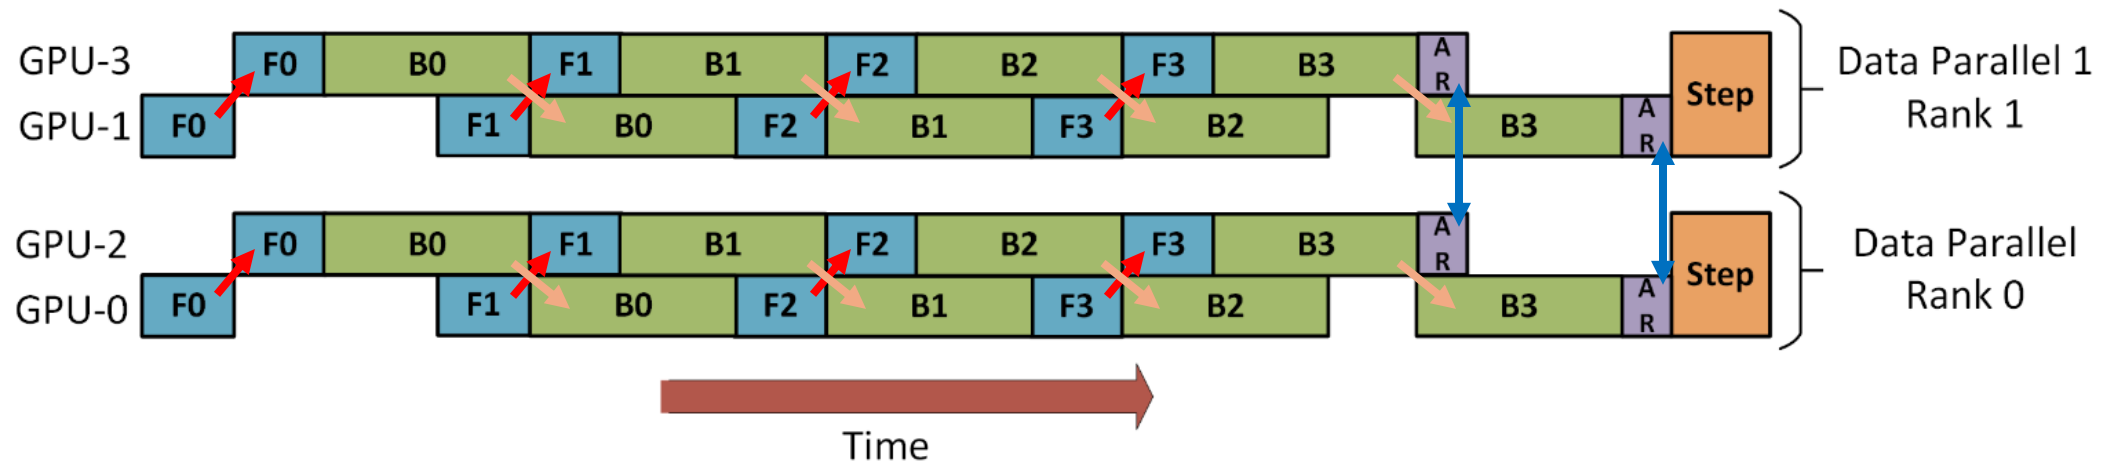 GPU-3 F0 B0 F1 B1 F2 B2 F3 B3 A R
GPU-1 F0 F1 B0 F2 B1 F3 B2 B3 A R
Step
Data Parallel 1
Rank 1
GPU-2 F0 B0 F1 B1 F2 B2 F3 B3 A R
GPU-0 F0 F1 B0 F2 B1 F3 B2 B3 A R
Step
Data Parallel
Rank 0
Time